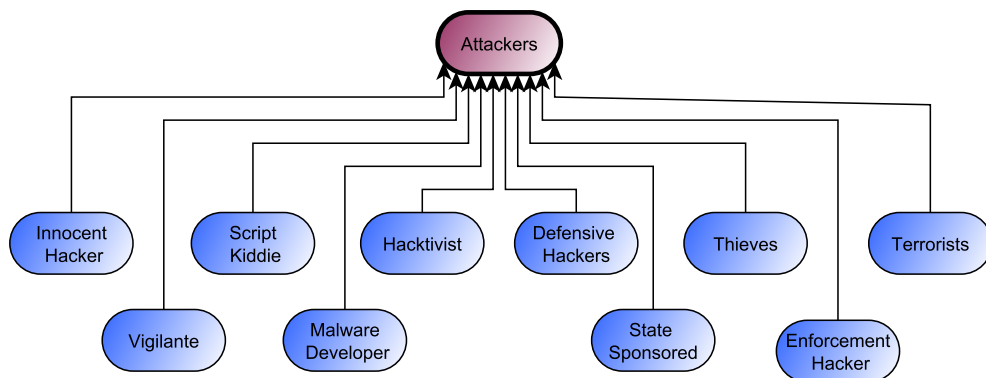 Attackers
Innocent
Hacker
Script
Kiddie
Hacktivist
Defensive
Hackers
Thieves
Terrorists
Vigilante
Malware
Developer
State
Sponsored
Enforcement
Hacker